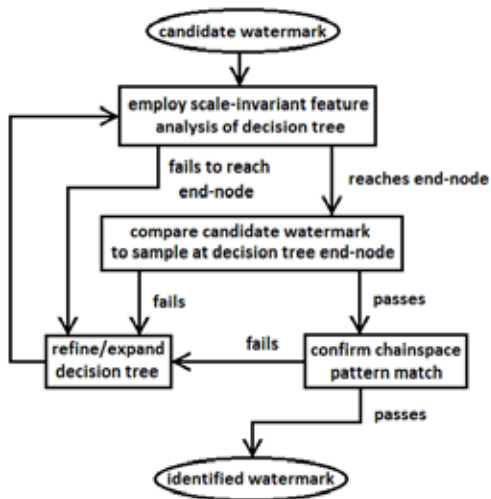 candidate watermark
employ scale-invariant feature
analysis of decision tree
fails to reach
end-node
reaches end-node
compare candidate watermark
to sample at decision tree end-node
fails
passes
refine/expand
decision tree
fails
confirm chainspace
pattern match
passes
identified watermark